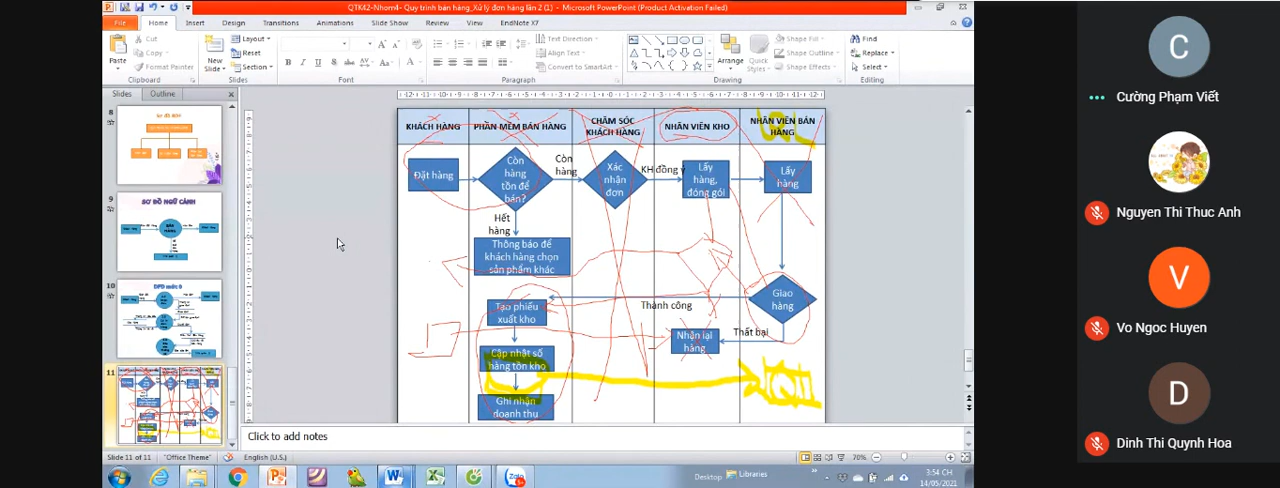 QTK42-Nhom4- Quy trình bán hàng_Xử lý đơn hàng lần 2 (1) - Microsoft PowerPoint (Product Activation Failed)
File Home Insert Design Transitions Animations Slide Show Review View EndNote X7
Paste
Cut
Copy
Format Painter
Clipboard
New Slide
Layout
Reset
Section
Slides
Font
Text Direction
Align Text
Convert to SmartArt
Paragraph
Arrange
Quick Styles
Shape Fill
Shape Outline
Shape Effects
Drawing
Find
Replace
Select
Editing
Slides Outline
8
9
SƠ ĐỒ NGỮ CẢNH
10
DFD mức 0
11
KHÁCH HÀNG
PHẦN MỀM BÁN HÀNG
CHĂM SÓC
KHÁCH HÀNG
NHÂN VIÊN KHO
NHÂN VIÊN BÁN
HÀNG
Đặt hàng
Còn
hàng
tồn để
bán?
Còn
hàng
Xác
nhận
đơn
KH đồng ý
Lấy
hàng,
đóng gói
Lấy
hàng
Hết
hàng
Thông báo để
khách hàng chọn
sản phẩm khác
Giao
hàng
Thành công
Tạo phiếu
xuất kho
Thất bại
Nhận lại
hàng
Cập nhật số
hàng tồn kho
Ghi nhận
doanh thu
Click to add notes
Slide 11 of 11
"Office Theme"
English (U.S.)
70%
Desktop
Libraries
3:54 CH
14/05/2021
C
Cường Phạm Viết
Nguyen Thi Thuc Anh
V
Vo Ngoc Huyen
D
Dinh Thi Quynh Hoa